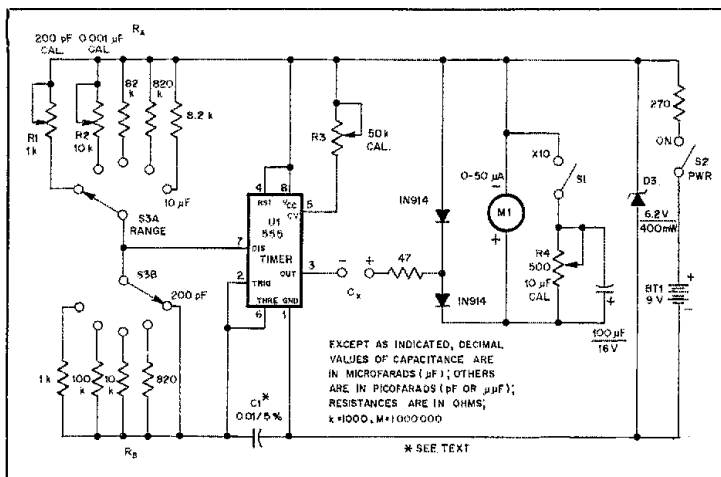 200 pF
CAL.
0.001 µF
CAL
RA
82
k
820
k
8.2 k
R1
1k
R2
10 k
R3
50 k
CAL.
S3A
RANGE
10 µF
4
8
RST
VCC
CV
5
U1
555
TIMER
7
DIS
2
TRIG
OUT
3
THRE
GND
6
1
S3B
200 pF
CX
47
1N914
1N914
0-50 µA
M1
X10
S1
R4
500
10 µF
CAL
100 µF
16V
D3
6.2V
400mW
270
ON
S2
PWR
BT1
9 V
1k
100
k
10
k
820
RB
C1*
0.01/5%
EXCEPT AS INDICATED, DECIMAL
VALUES OF CAPACITANCE ARE
IN MICROFARADS (µF); OTHERS
ARE IN PICOFARADS (pF OR µµF);
RESISTANCES ARE IN OHMS;
k=1000, M=1000000
* SEE TEXT